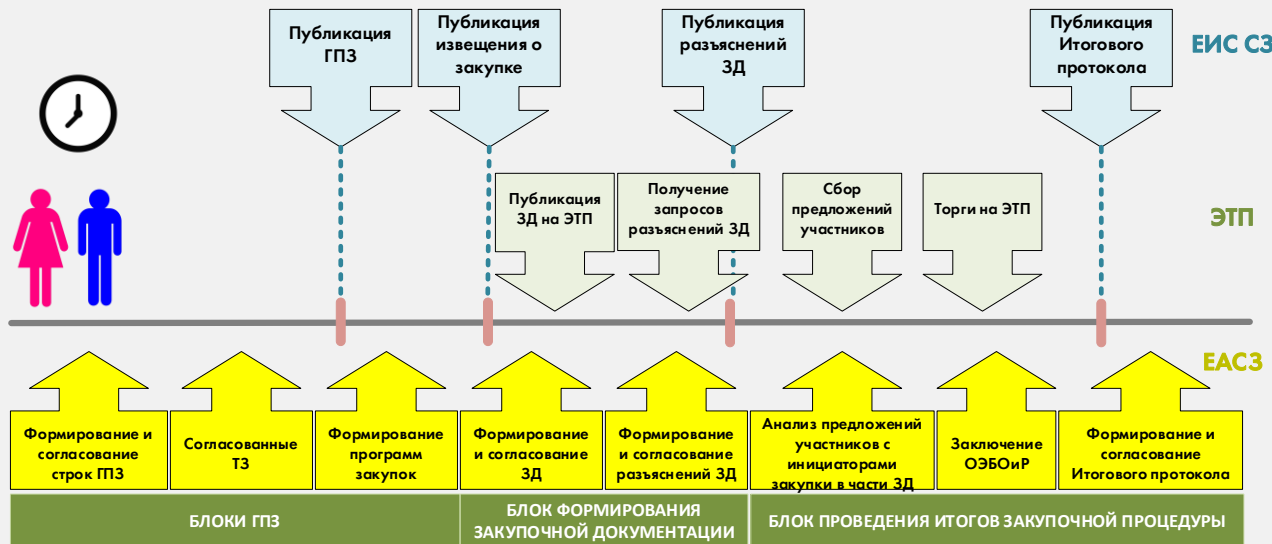 Публикация
ГПЗ
Публикация
извещения о
закупке
Публикация
разъяснений
ЗД
Публикация
Итогового
протокола
ЕИС СЗ
Публикация
ЗД на ЭТП
Получение
запросов
разъяснений ЗД
Сбор
предложений
участников
Торги на ЭТП
ЭТП
ЕАСЗ
Формирование и
согласование
строк ГПЗ
Согласованные
ТЗ
Формирование
программ
закупок
Формирование
и согласование
ЗД
Формирование
и согласование
разъяснений ЗД
Анализ предложений
участников с
инициаторами
закупки в части ЗД
Заключение
ОЭБОиР
Формирование и
согласование
Итогового протокола
БЛОКИ ГПЗ
БЛОК ФОРМИРОВАНИЯ
ЗАКУПОЧНОЙ ДОКУМЕНТАЦИИ
БЛОК ПРОВЕДЕНИЯ ИТОГОВ ЗАКУПОЧНОЙ ПРОЦЕДУРЫ